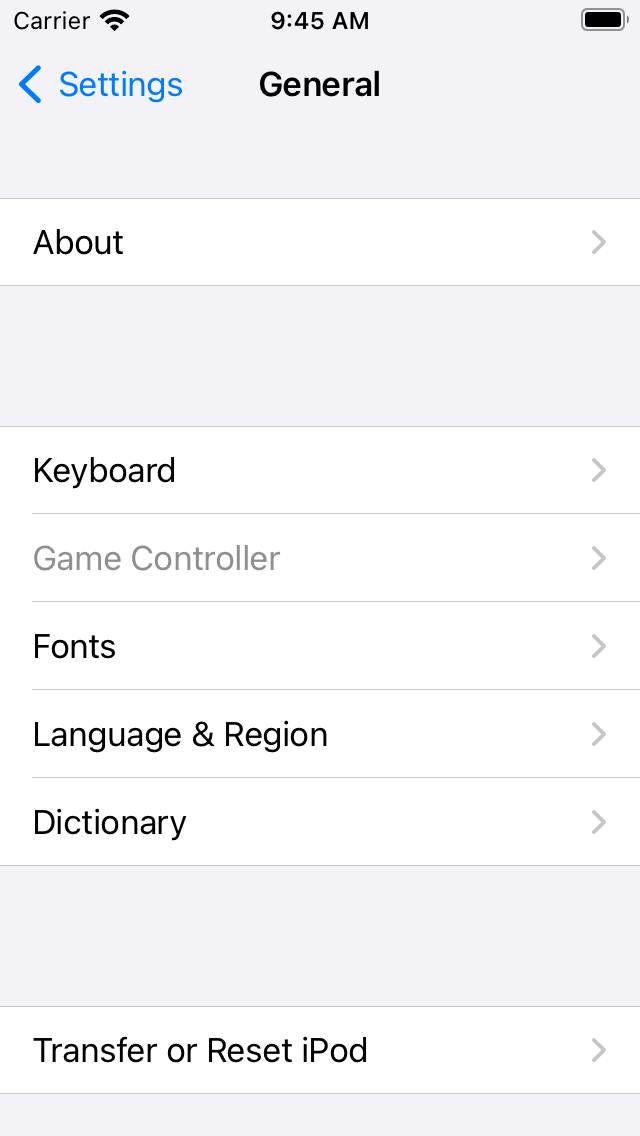 Carrier 9:45 AM
Settings General
About
Keyboard
Game Controller
Fonts
Language & Region
Dictionary
Transfer or Reset iPod